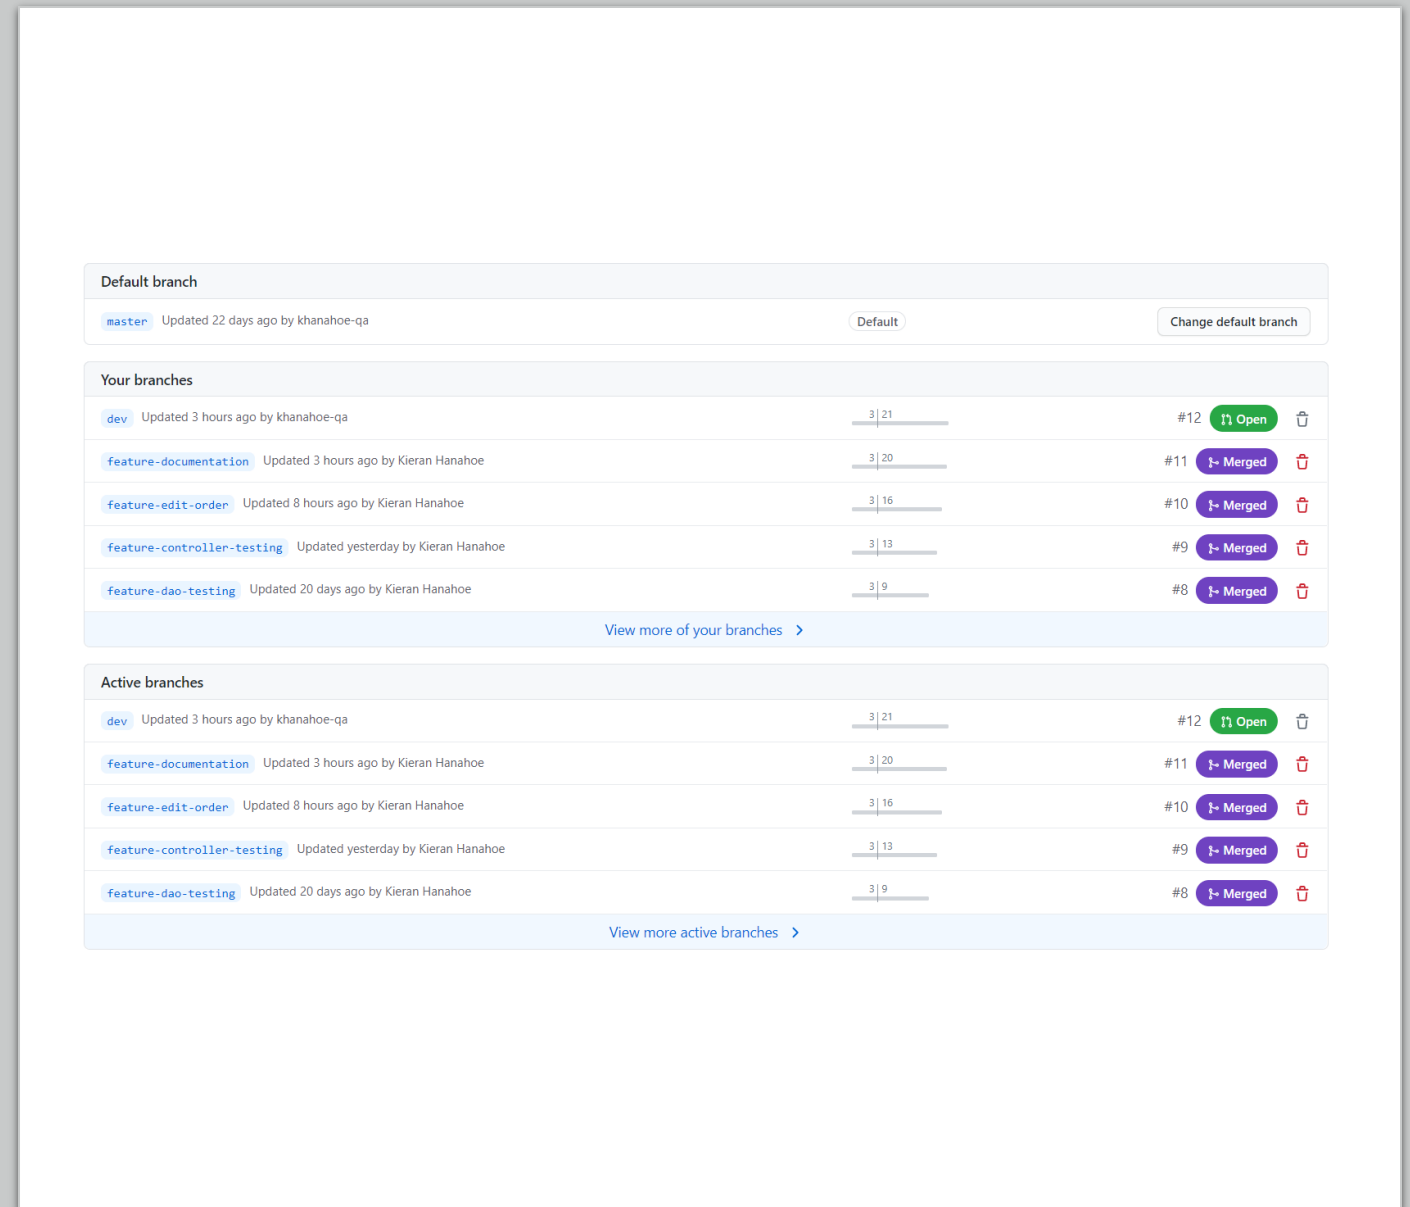 Default branch
master Updated 22 days ago by khanahoe-qa Default Change default branch
Your branches
dev Updated 3 hours ago by khanahoe-qa 3 21 #12 Open
feature-documentation Updated 3 hours ago by Kieran Hanahoe 3 20 #11 Merged
feature-edit-order Updated 8 hours ago by Kieran Hanahoe 3 16 #10 Merged
feature-controller-testing Updated yesterday by Kieran Hanahoe 3 13 #9 Merged
feature-dao-testing Updated 20 days ago by Kieran Hanahoe 3 9 #8 Merged
View more of your branches
Active branches
dev Updated 3 hours ago by khanahoe-qa 3 21 #12 Open
feature-documentation Updated 3 hours ago by Kieran Hanahoe 3 20 #11 Merged
feature-edit-order Updated 8 hours ago by Kieran Hanahoe 3 16 #10 Merged
feature-controller-testing Updated yesterday by Kieran Hanahoe 3 13 #9 Merged
feature-dao-testing Updated 20 days ago by Kieran Hanahoe 3 9 #8 Merged
View more active branches